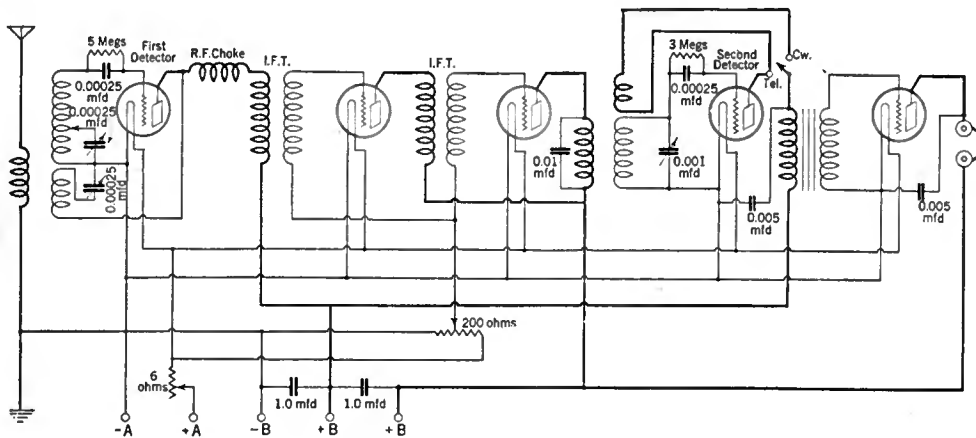 5 Megs
First
Detector
R.F.Choke
I.F.T.
I.F.T.
3 Megs
Second
Detector
Cw.
Tel.
0.00025
mfd
0.00025
mfd
0.00025
mfd
0.01
mfd
0.00025
mfd
0.001
0.005
mfd
0.005
mfd
200 ohms
6
ohms
1.0 mfd
1.0 mfd
-A
+A
-B
+B
+B